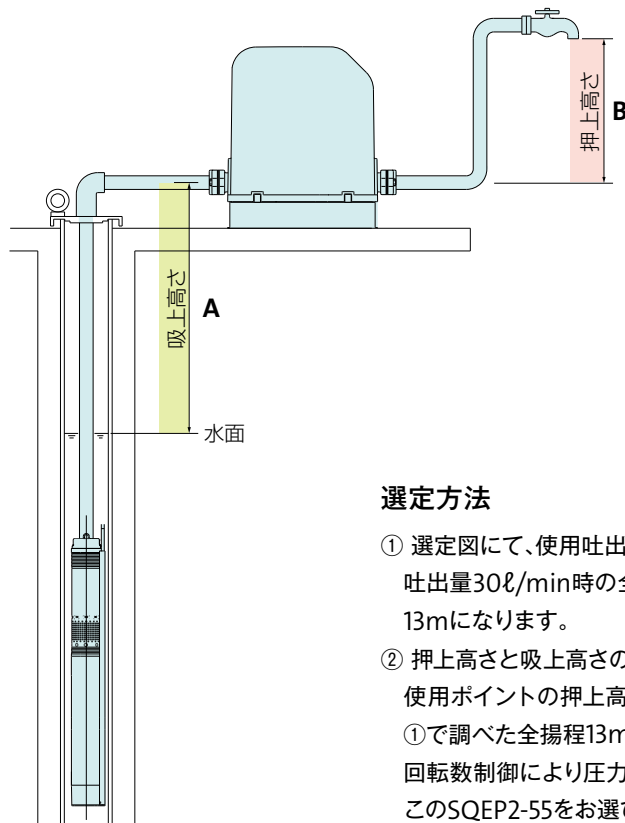 押上高さ
B
吸上高さ
A
水面
選定方法
① 選定図にて、使用吐出
吐出量30ℓ/min時の全
13mになります。
② 押上高さと吸上高さの
使用ポイントの押上高
①で調べた全揚程13m
回転数制御により圧力
このSQEP2-55をお選